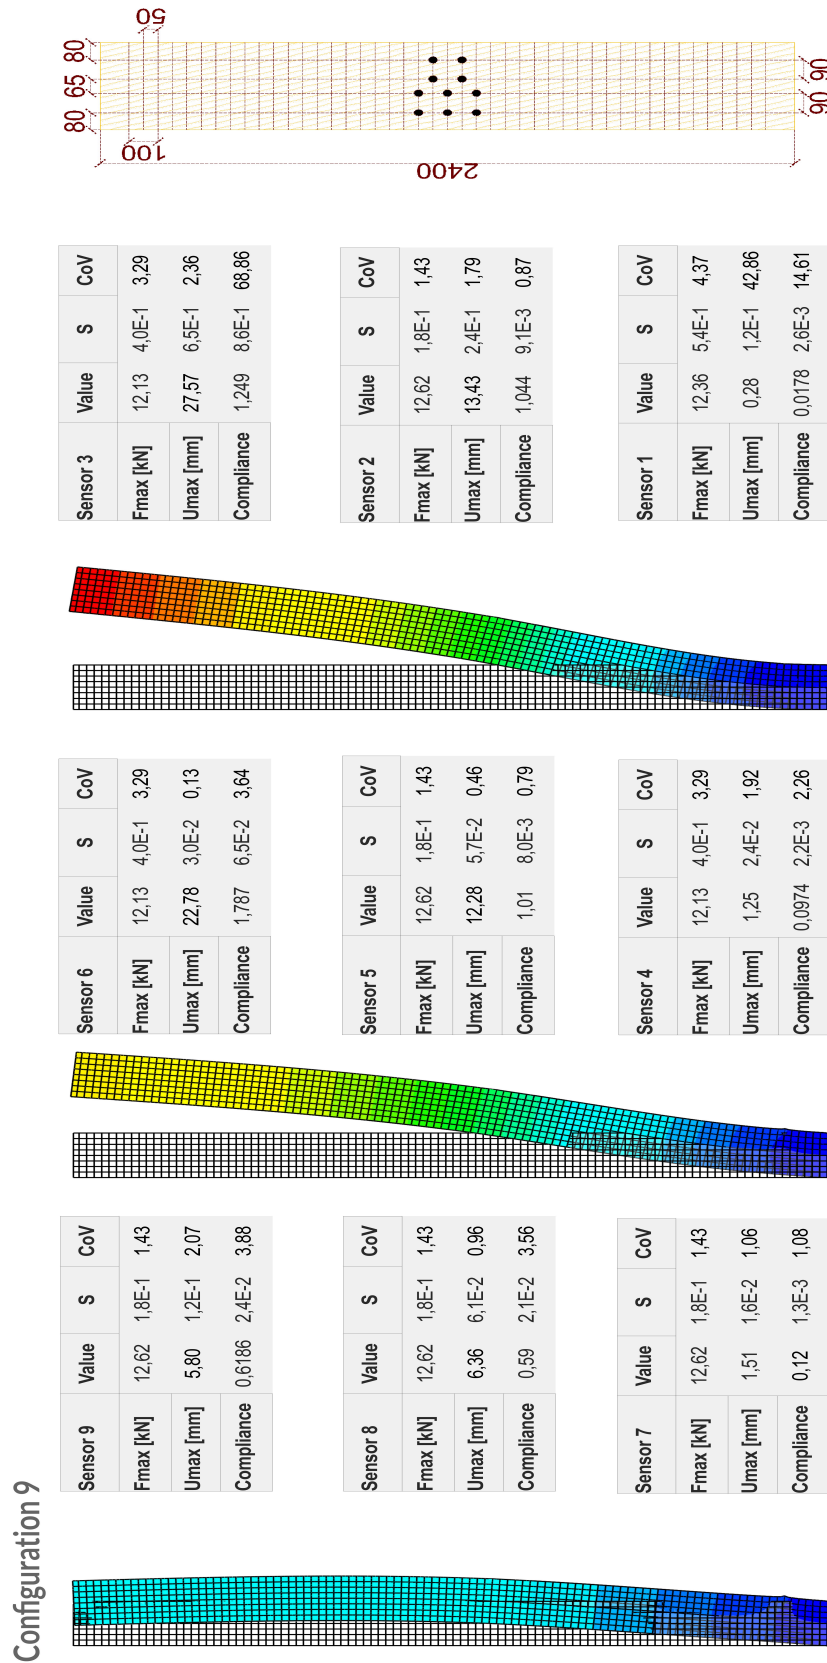 Configuration 9
Sensor 9 Value S CoV
Fmax [kN] 12,62 1,8E-1 1,43
Umax [mm] 5,80 1,2E-1 2,07
Compliance 0,6186 2,4E-2 3,88
Sensor 8 Value S CoV
Fmax [kN] 12,62 1,8E-1 1,43
Umax [mm] 6,36 6,1E-2 0,96
Compliance 0,59 2,1E-2 3,56
Sensor 7 Value S CoV
Fmax [kN] 12,62 1,8E-1 1,43
Umax [mm] 1,51 1,6E-2 1,06
Compliance 0,12 1,3E-3 1,08
Sensor 6 Value S CoV
Fmax [kN] 12,13 4,0E-1 3,29
Umax [mm] 22,78 3,0E-2 0,13
Compliance 1,787 6,5E-2 3,64
Sensor 5 Value S CoV
Fmax [kN] 12,62 1,8E-1 1,43
Umax [mm] 12,28 5,7E-2 0,46
Compliance 1,01 8,0E-3 0,79
Sensor 4 Value S CoV
Fmax [kN] 12,13 4,0E-1 3,29
Umax [mm] 1,25 2,4E-2 1,92
Compliance 0,0974 2,2E-3 2,26
Sensor 3 Value S CoV
Fmax [kN] 12,13 4,0E-1 3,29
Umax [mm] 27,57 6,5E-1 2,36
Compliance 1,249 8,6E-1 68,86
Sensor 2 Value S CoV
Fmax [kN] 12,62 1,8E-1 1,43
Umax [mm] 13,43 2,4E-1 1,79
Compliance 1,044 9,1E-3 0,87
Sensor 1 Value S CoV
Fmax [kN] 12,36 5,4E-1 4,37
Umax [mm] 0,28 1,2E-1 42,86
Compliance 0,0178 2,6E-3 14,61
50
80
65
80
100
2400
90
90